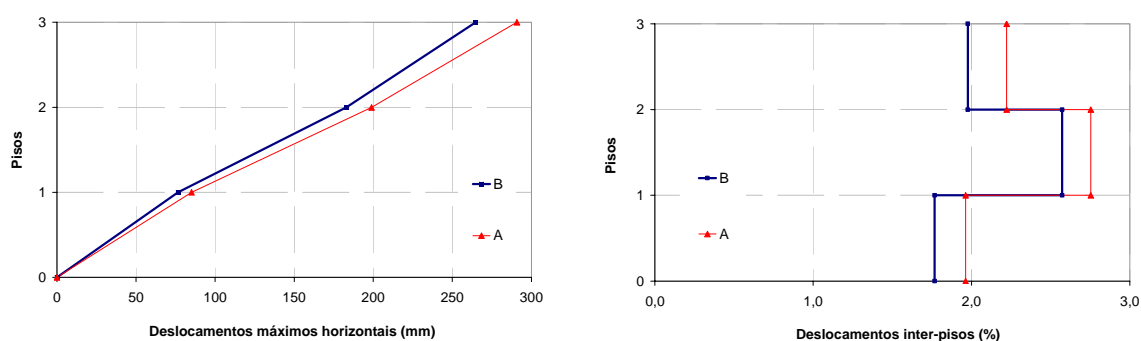 3
2
1
0
Pisos
B
A
0
50
100
150
200
250
300
Deslocamentos máximos horizontais (mm)
3
2
1
0
Pisos
B
A
0,0
1,0
2,0
3,0
Deslocamentos inter-pisos (%)